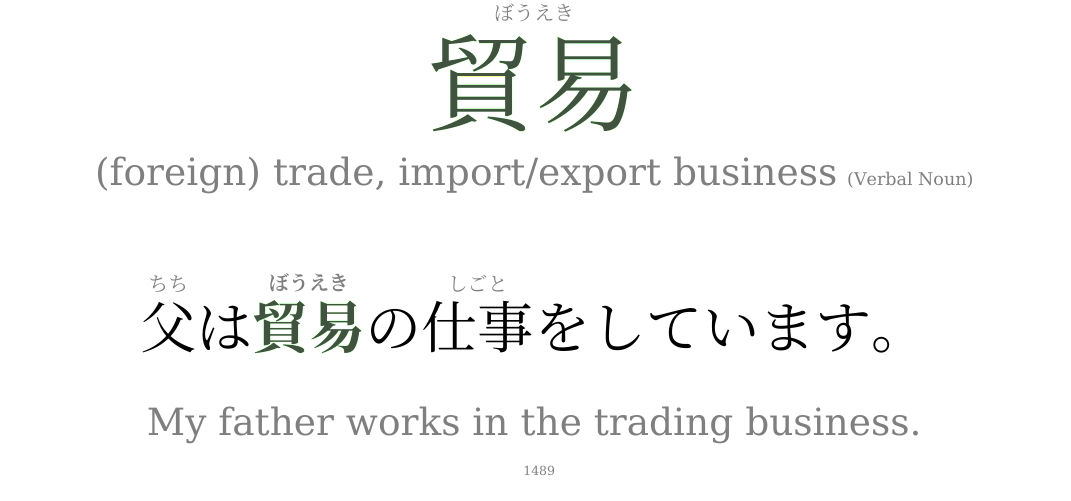 ぼうえき
貿易
(foreign) trade, import/export business (Verbal Noun)
ちち ぼうえき しごと
父は貿易の仕事をしています。
My father works in the trading business.
1489